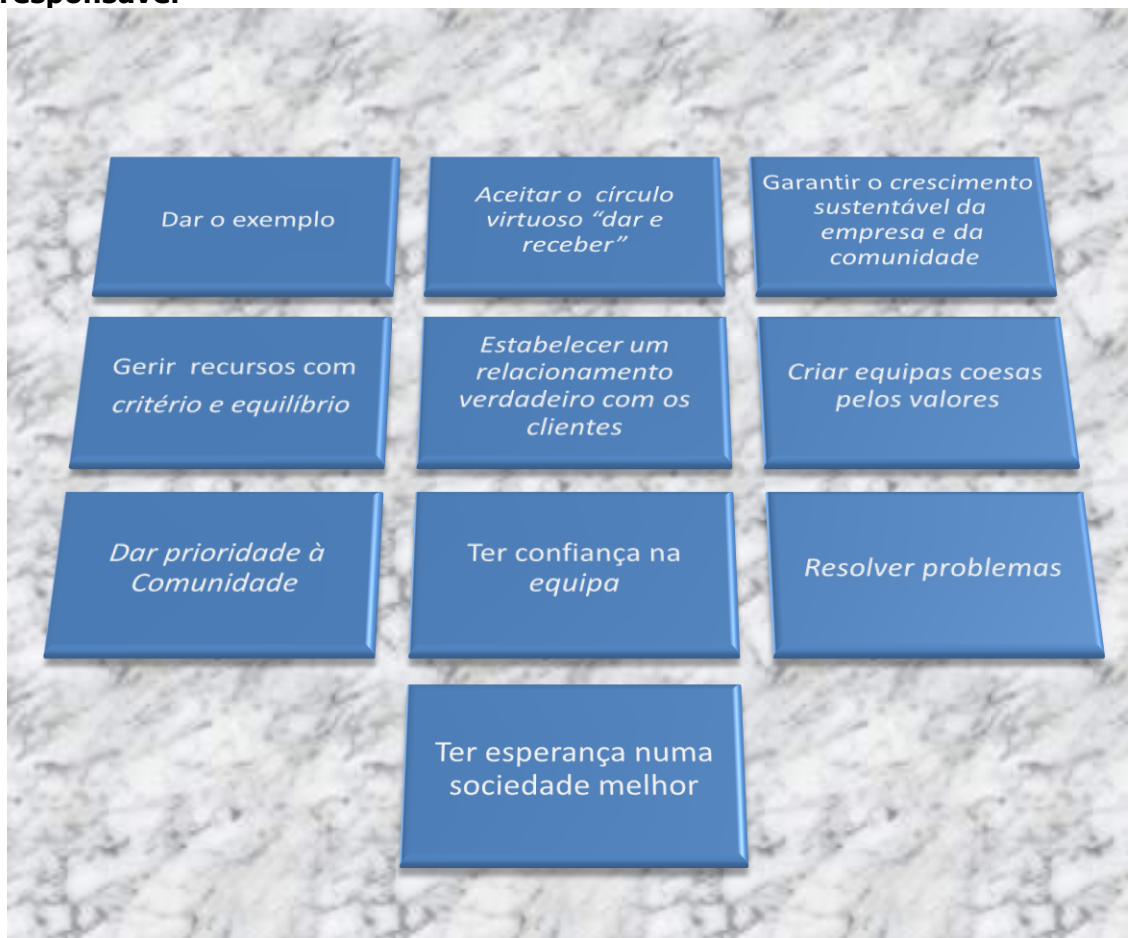 responsável
Dar o exemplo
Aceitar o círculo
virtuoso “dar e
receber”
Garantir o crescimento
sustentável da
empresa e da
comunidade
Gerir recursos com
critério e equilíbrio
Estabelecer um
relacionamento
verdadeiro com os
clientes
Criar equipas coesas
pelos valores
Dar prioridade à
Comunidade
Ter confiança na
equipa
Resolver problemas
Ter esperança numa
sociedade melhor